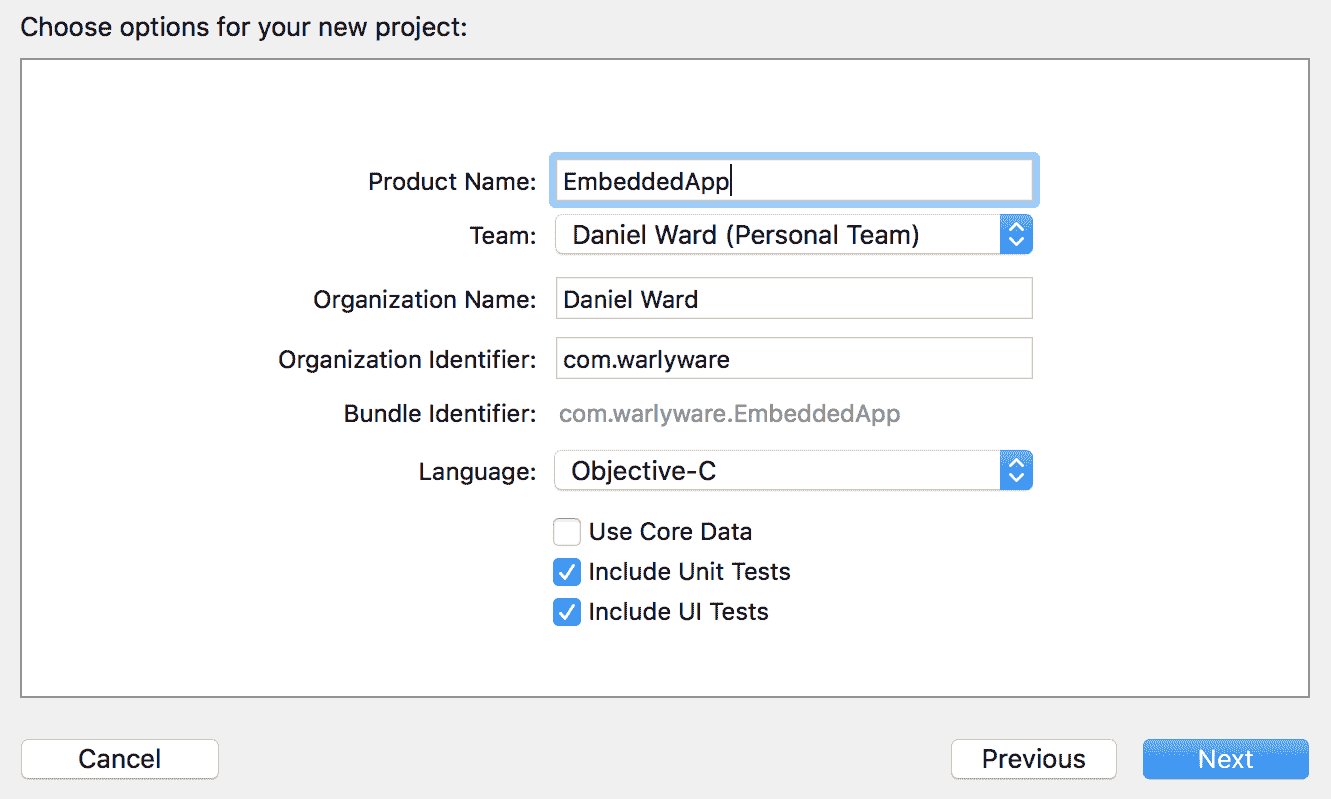 Choose options for your new project:
Product Name: EmbeddedApp
Team: Daniel Ward (Personal Team)
Organization Name: Daniel Ward
Organization Identifier: com.warlyware
Bundle Identifier: com.warlyware.EmbeddedApp
Language: Objective-C
Use Core Data
Include Unit Tests
Include UI Tests
Cancel Previous Next